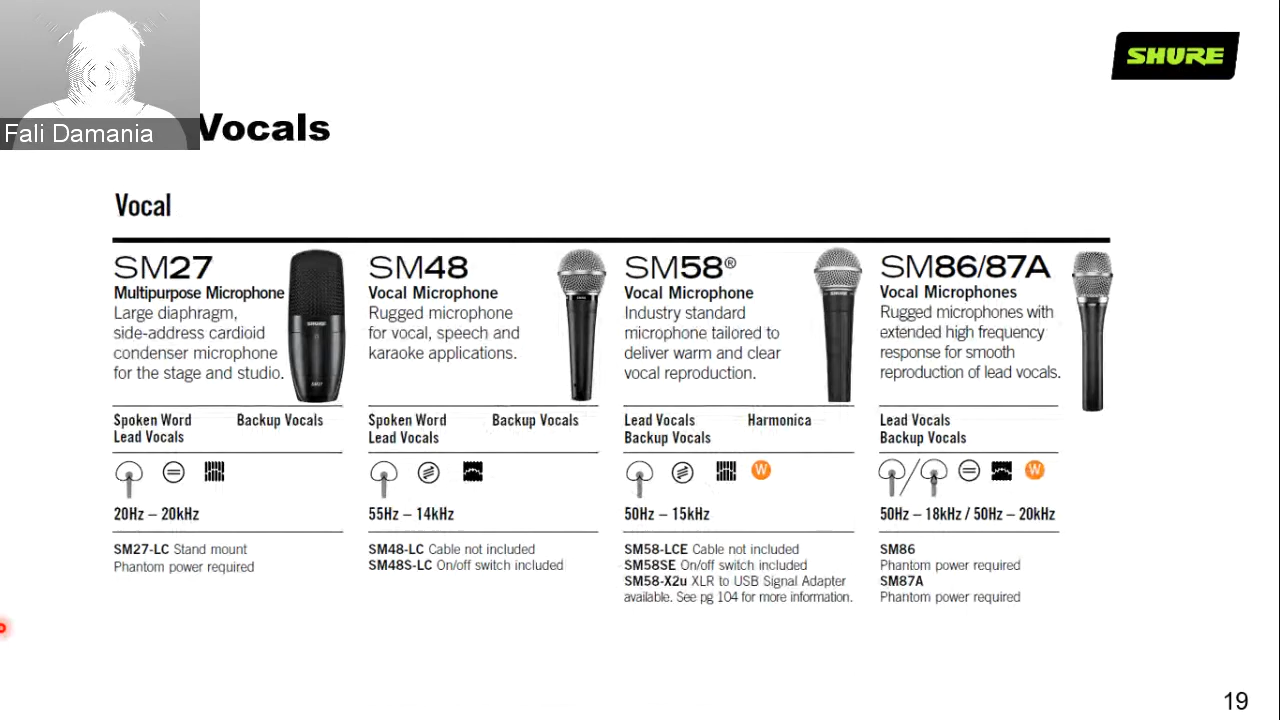 SHURE
Fali Damania
Vocals
Vocal
SM27
Multipurpose Microphone
Large diaphragm,
side-address cardioid
condenser microphone
for the stage and studio.
Spoken Word Backup Vocals
Lead Vocals
20Hz – 20kHz
SM27-LC Stand mount
Phantom power required
SM48
Vocal Microphone
Rugged microphone
for vocal, speech and
karaoke applications.
Spoken Word Backup Vocals
Lead Vocals
55Hz – 14kHz
SM48-LC Cable not included
SM48S-LC On/off switch included
SM58®
Vocal Microphone
Industry standard
microphone tailored to
deliver warm and clear
vocal reproduction.
Lead Vocals Harmonica
Backup Vocals
W
50Hz – 15kHz
SM58-LCE Cable not included
SM58SE On/off switch included
SM58-X2u XLR to USB Signal Adapter
available. See pg 104 for more information.
SM86/87A
Vocal Microphones
Rugged microphones with
extended high frequency
response for smooth
reproduction of lead vocals.
Lead Vocals
Backup Vocals
W
50Hz – 18kHz / 50Hz – 20kHz
SM86
Phantom power required
SM87A
Phantom power required
19